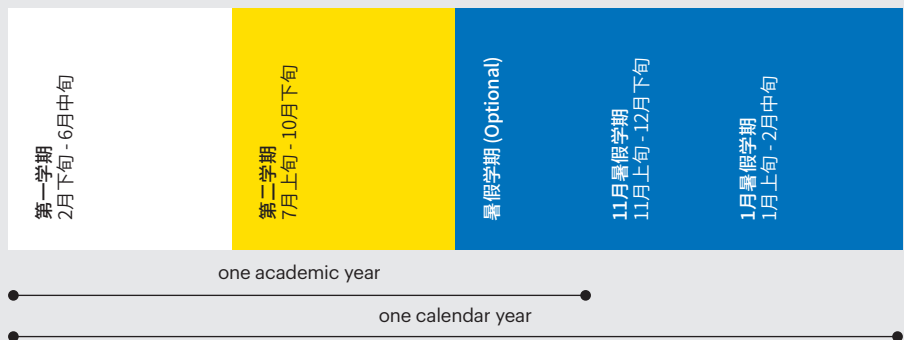 第一学期
2月下旬 - 6月中旬
第二学期
7月上旬 - 10月下旬
暑假学期 (Optional)
11月暑假学期
11月上旬 - 12月下旬
1月暑假学期
1月上旬 - 2月中旬
one academic year
one calendar year